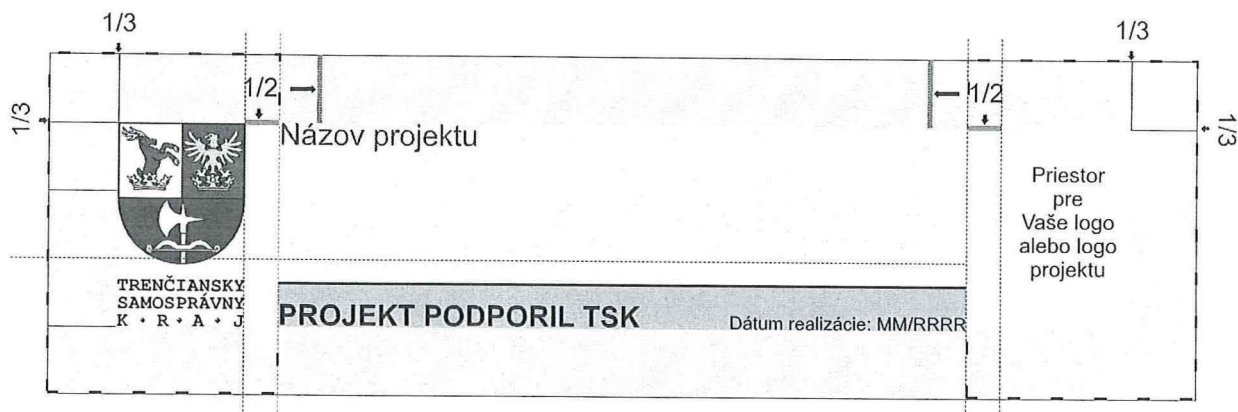 1/3
1/3
1/2
1/2
1/3
1/3
Názov projektu
Priestor
pre
Vaše logo
alebo logo
projektu
TRENČIANSKY
SAMOSPRÁVNY
K • R • A • J
PROJEKT PODPORIL TSK
Dátum realizácie: MM/RRRR